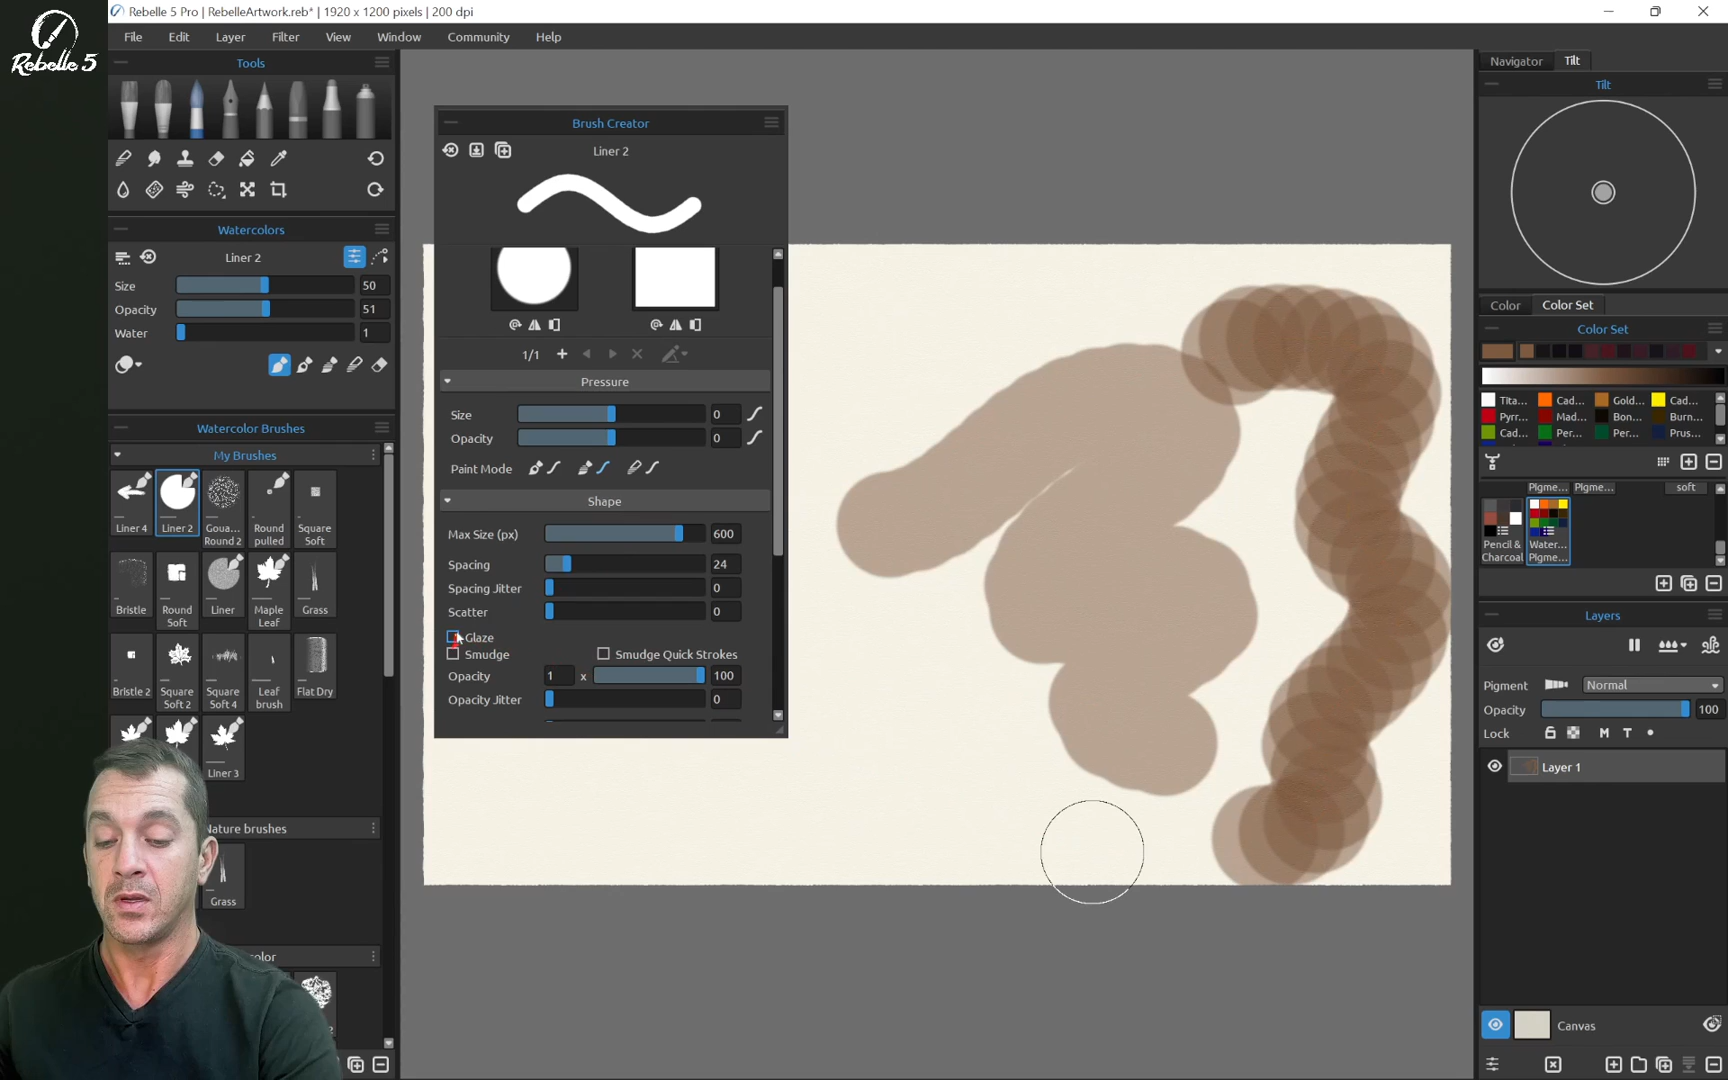 Rebelle 5
Rebelle 5 Pro | RebelleArtwork.reb* | 1920 x 1200 pixels | 200 dpi
File Edit Layer Filter View Window Community Help
Tools
Watercolors
Liner 2
Size 50
Opacity 51
Water 1
Watercolor Brushes
My Brushes
Liner 4 Liner 2 Goua... Round 2 Round pulled Square Soft
Bristle Round Soft Liner Maple Leaf Grass
Bristle 2 Square Soft 2 Square Soft 4 Leaf brush Flat Dry
Liner 3
Nature brushes
Grass
Brush Creator
Liner 2
1/1
Pressure
Size 0
Opacity 0
Paint Mode
Shape
Max Size (px) 600
Spacing 24
Spacing Jitter 0
Scatter 0
Glaze
Smudge Smudge Quick Strokes
Opacity 1 x 100
Opacity Jitter 0
Navigator Tilt
Tilt
Color Color Set
Color Set
Tita... Cad... Gold... Cad...
Pyrr... Mad... Bon... Burn...
Cad... Per... Per... Prus...
Pigme... Pigme... soft
Pencil & Charcoal Water... Pigme...
Layers
Pigment Normal
Opacity 100
Lock M T
Layer 1
Canvas